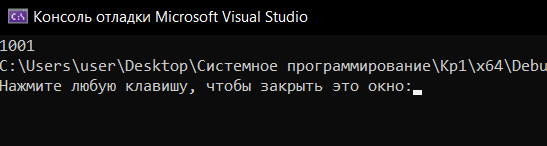 Консоль отладки Microsoft Visual Studio
1001
C:\Users\user\Desktop\Системное программирование\Kp1\x64\Debu
Нажмите любую клавишу, чтобы закрыть это окно: